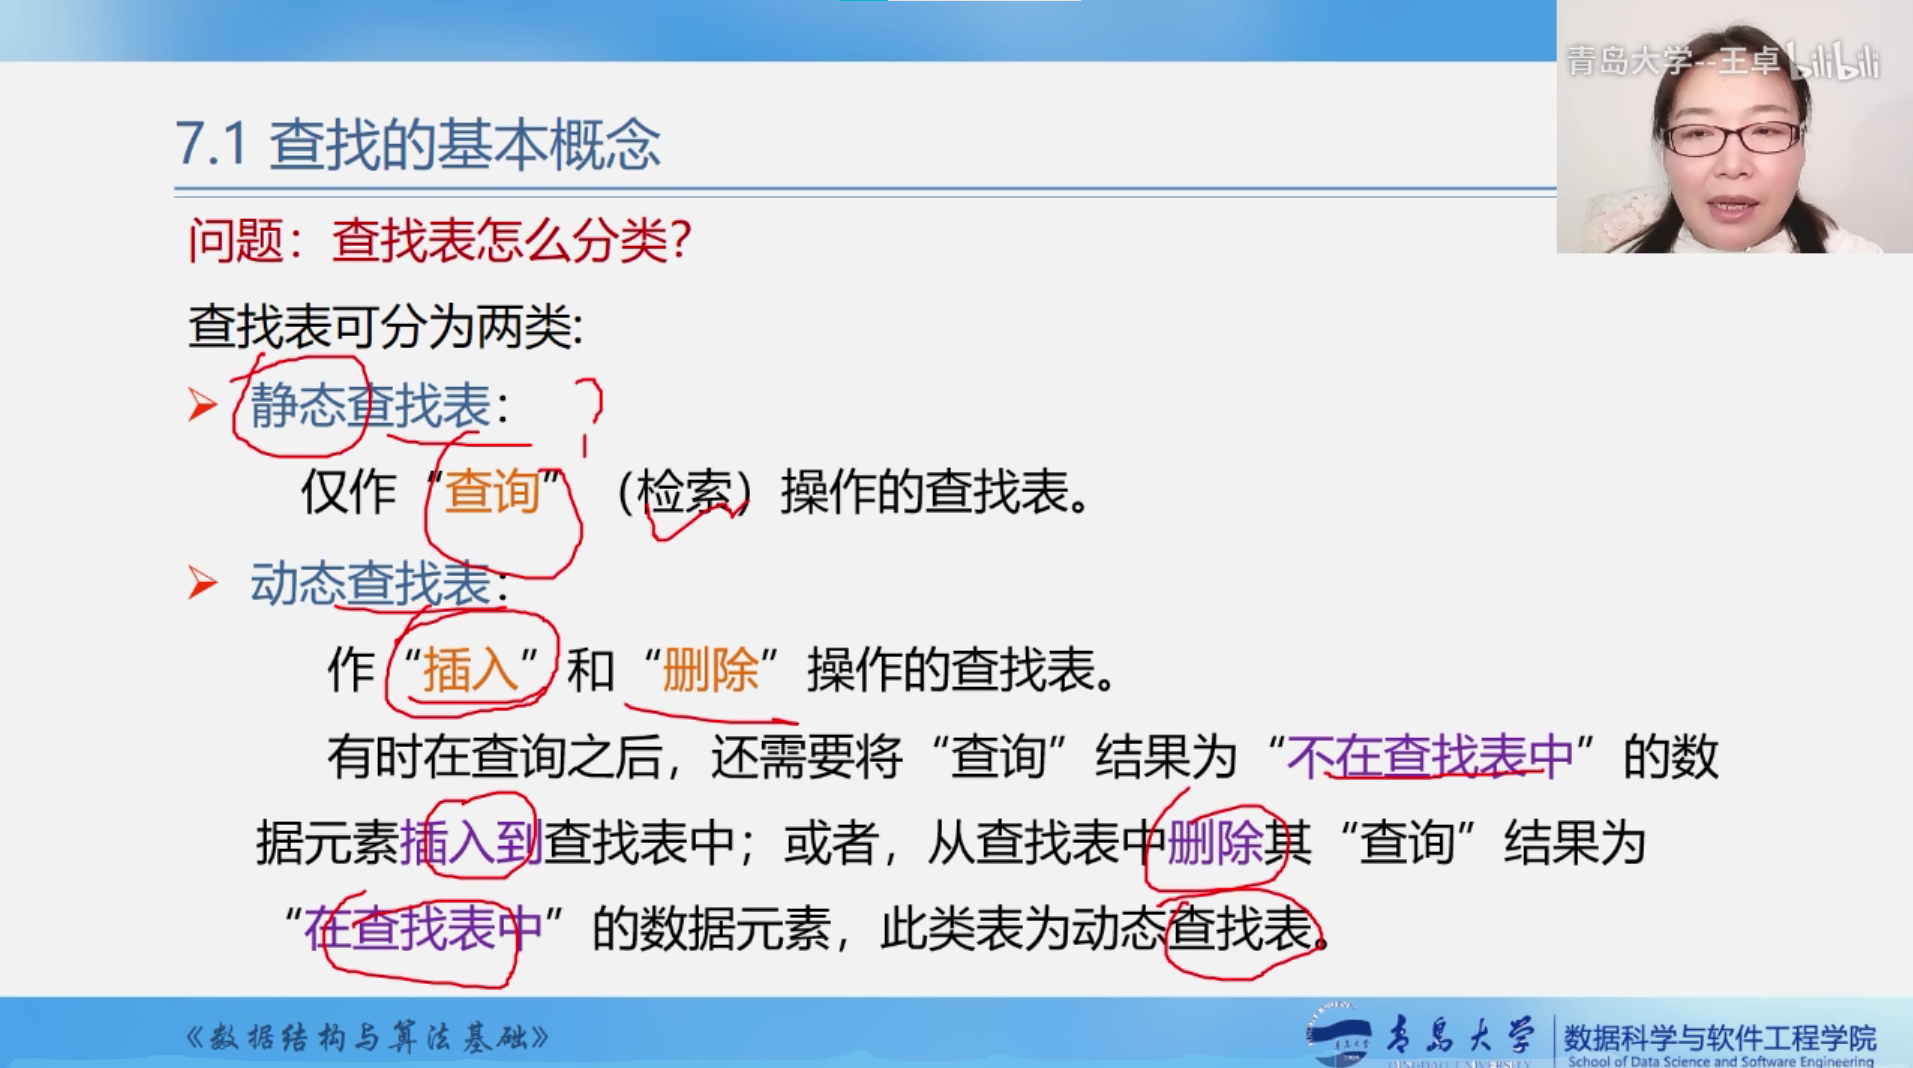 青岛大学--王卓 bilibili
7.1 查找的基本概念
问题：查找表怎么分类？
查找表可分为两类:
静态查找表：
仅作“查询”（检索）操作的查找表。
动态查找表：
作“插入”和“删除”操作的查找表。
有时在查询之后，还需要将“查询”结果为“不在查找表中”的数
据元素插入到查找表中；或者，从查找表中删除其“查询”结果为
“在查找表中”的数据元素，此类表为动态查找表。
《数据结构与算法基础》
青岛大学
QINGDAO UNIVERSITY
数据科学与软件工程学院
School of Data Science and Software Engineering